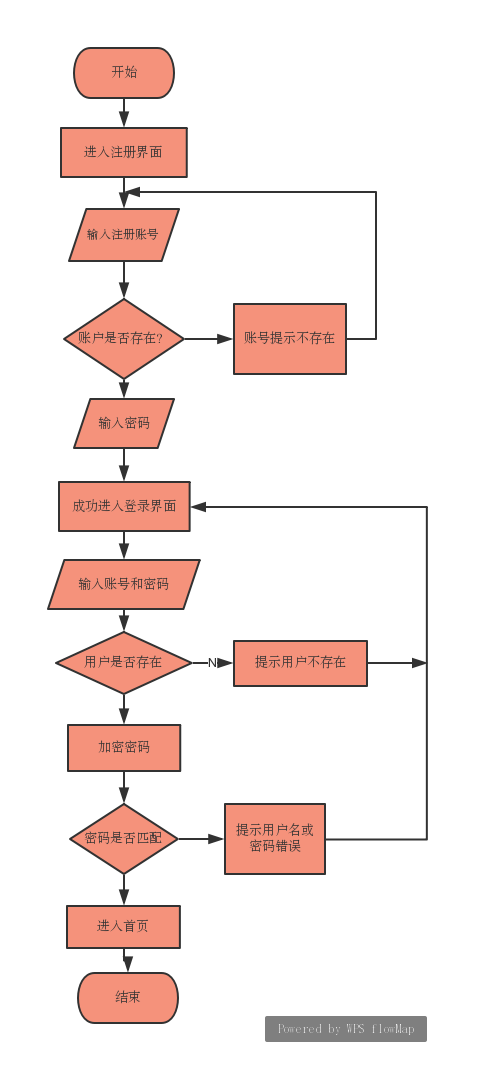 开始
进入注册界面
输入注册账号
账户是否存在?
账号提示不存在
输入密码
成功进入登录界面
输入账号和密码
用户是否存在
N
提示用户不存在
加密密码
密码是否匹配
提示用户名或
密码错误
进入首页
结束
Powered by WPS flowMap